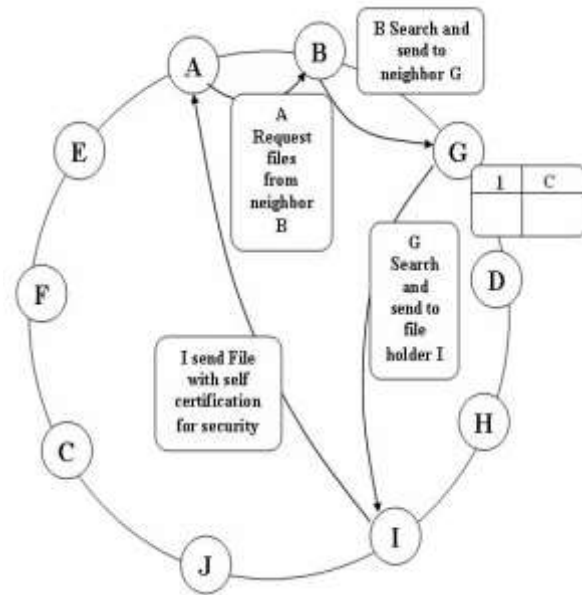 A
B
B Search and
send to
neighbor G
A
Request
files
from
neighbor
B
E
G
1 C
G
Search
and
send to
file
holder I
D
F
I send File
with self
certification
for security
H
C
I
J